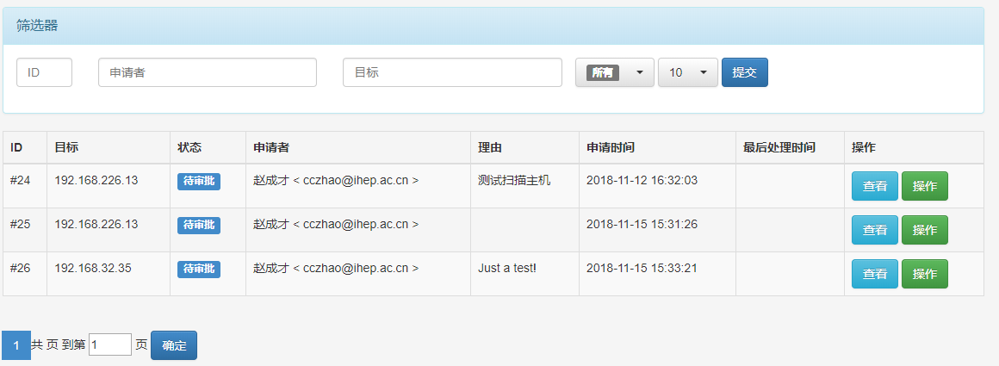 筛选器
ID 申请者 目标 所有 10 提交
ID 目标 状态 申请者 理由 申请时间 最后处理时间 操作
#24 192.168.226.13 待审批 赵成才 < cczhao@ihep.ac.cn > 测试扫描主机 2018-11-12 16:32:03 查看 操作
#25 192.168.226.13 待审批 赵成才 < cczhao@ihep.ac.cn > 2018-11-15 15:31:26 查看 操作
#26 192.168.32.35 待审批 赵成才 < cczhao@ihep.ac.cn > Just a test! 2018-11-15 15:33:21 查看 操作
1 共 页 到第 1 页 确定